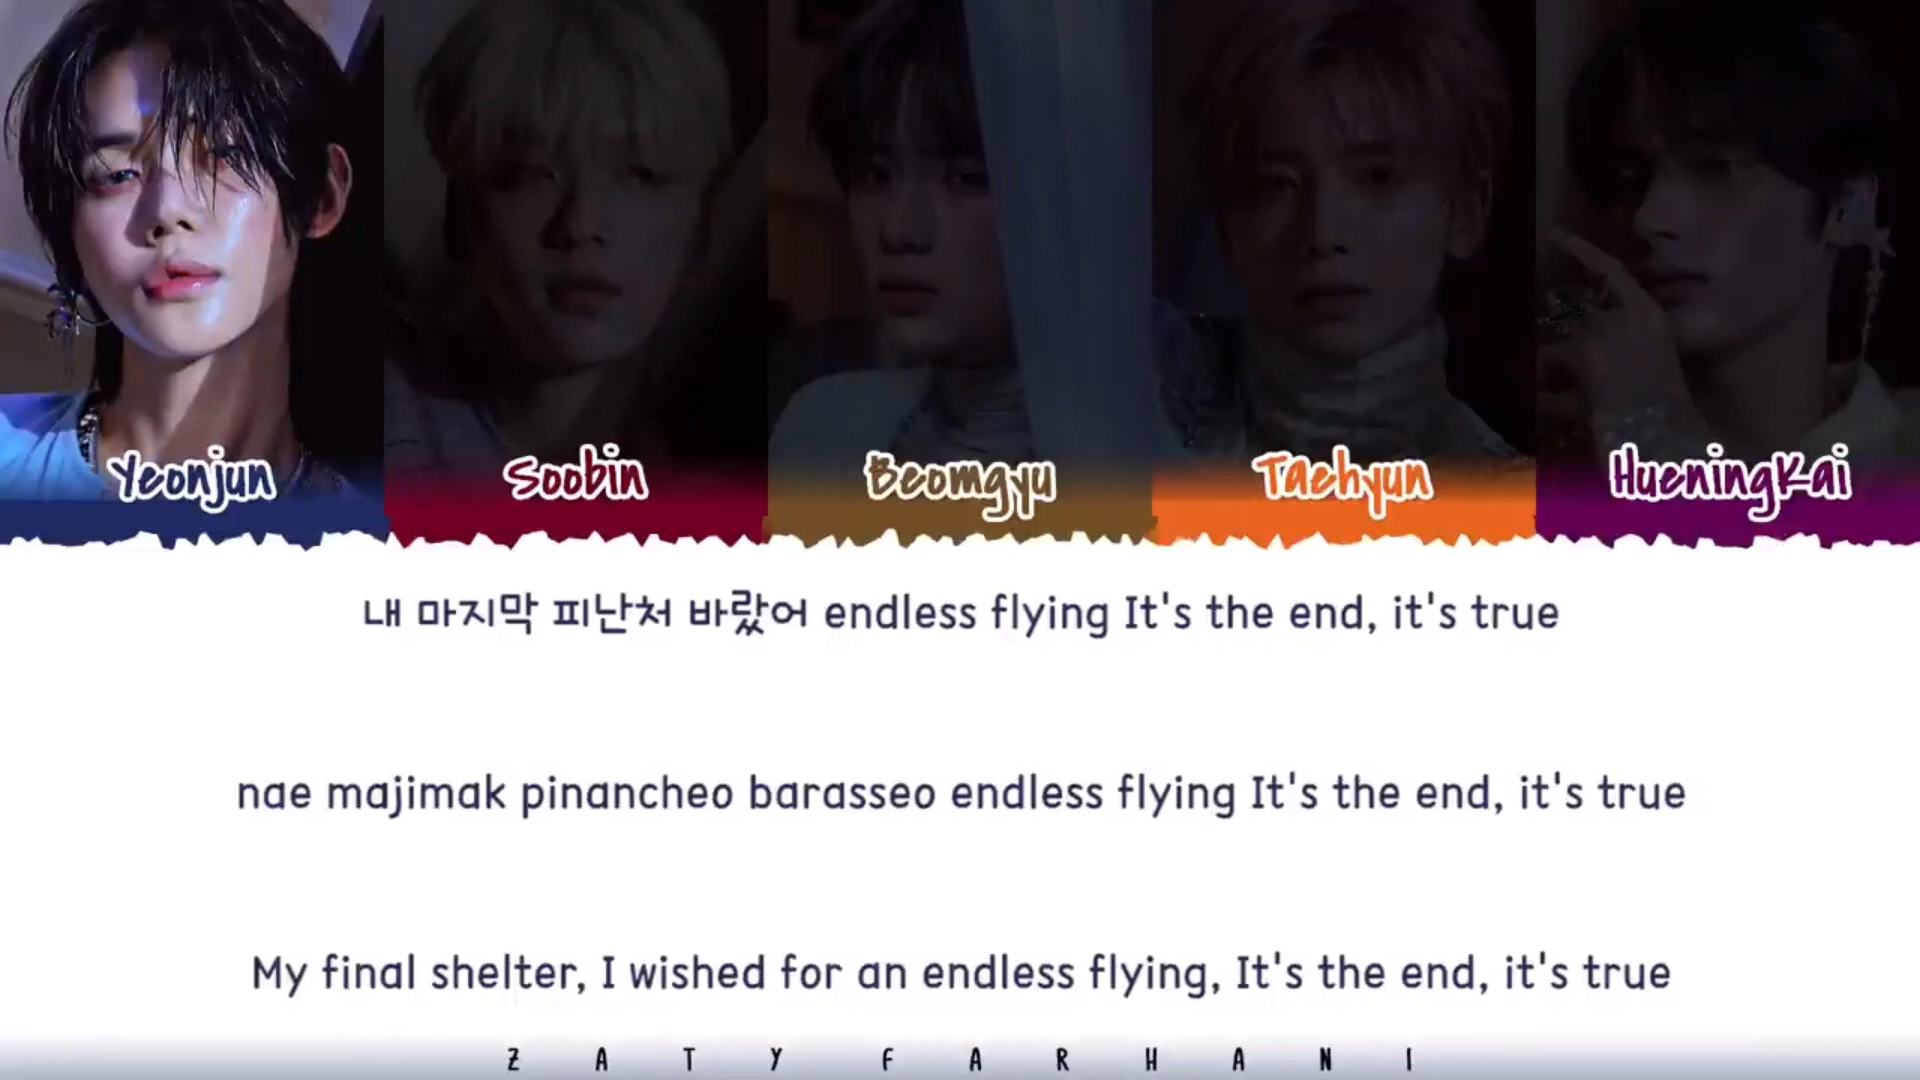 Yeonjun Soobin Beomgyu Taehyun HueningKai
내 마지막 피난처 바랐어 endless flying It's the end, it's true
nae majimak pinancheo barasseo endless flying It's the end, it's true
My final shelter, I wished for an endless flying, It's the end, it's true
ZATY FARHANI